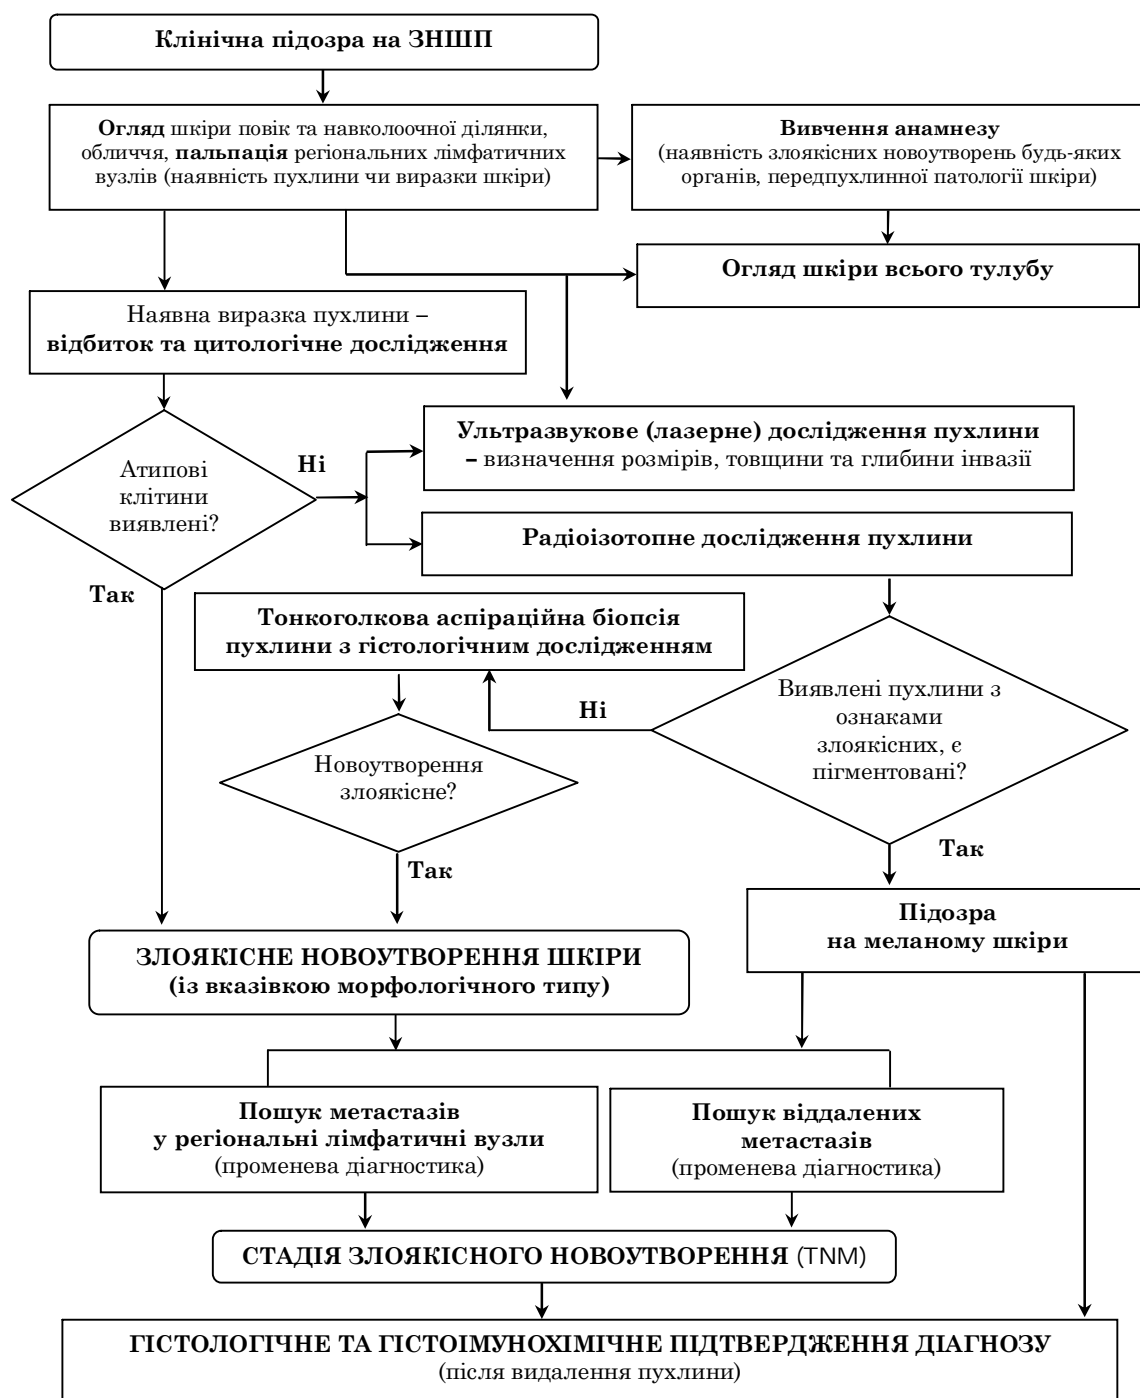 Клінічна підозра на ЗНШП
Огляд шкіри повік та навколоочної ділянки,
обличчя, пальпація регіональних лімфатичних
вузлів (наявність пухлини чи виразки шкіри)
Вивчення анамнезу
(наявність злоякісних новоутворень будь-яких
органів, передпухлинної патології шкіри)
Огляд шкіри всього тулубу
Наявна виразка пухлини –
відбиток та цитологічне дослідження
Атипові
клітини
виявлені?
Ні
Так
Ультразвукове (лазерне) дослідження пухлини
– визначення розмірів, товщини та глибини інвазії
Радіоізотопне дослідження пухлини
Тонкоголкова аспіраційна біопсія
пухлини з гістологічним дослідженням
Виявлені пухлини з
ознаками
злоякісних, є
пігментовані?
Ні
Так
Новоутворення
злоякісне?
Так
Підозра
на меланому шкіри
ЗЛОЯКІСНЕ НОВОУТВОРЕННЯ ШКІРИ
(із вказівкою морфологічного типу)
Пошук метастазів
у регіональні лімфатичні вузли
(променева діагностика)
Пошук віддалених
метастазів
(променева діагностика)
СТАДІЯ ЗЛОЯКІСНОГО НОВОУТВОРЕННЯ (TNM)
ГІСТОЛОГІЧНЕ ТА ГІСТОІМУНОХІМІЧНЕ ПІДТВЕРДЖЕННЯ ДІАГНОЗУ
(після видалення пухлини)